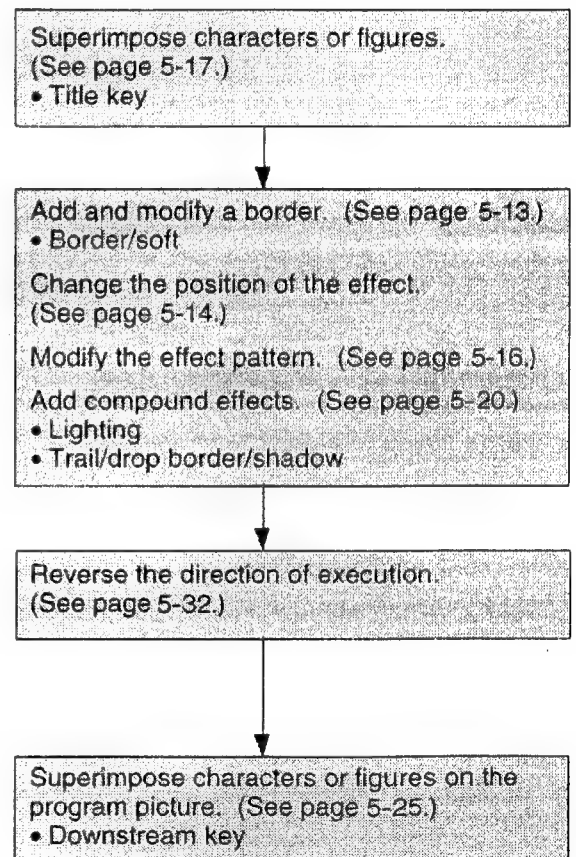 Superimpose characters or figures.
(See page 5-17.)
• Title key
Add and modify a border. (See page 5-13.)
• Border/soft
Change the position of the effect.
(See page 5-14.)
Modify the effect pattern. (See page 5-16.)
Add compound effects. (See page 5-20.)
• Lighting
• Trail/drop border/shadow
Reverse the direction of execution.
(See page 5-32.)
Superimpose characters or figures on the
program picture. (See page 5-25.)
• Downstream key